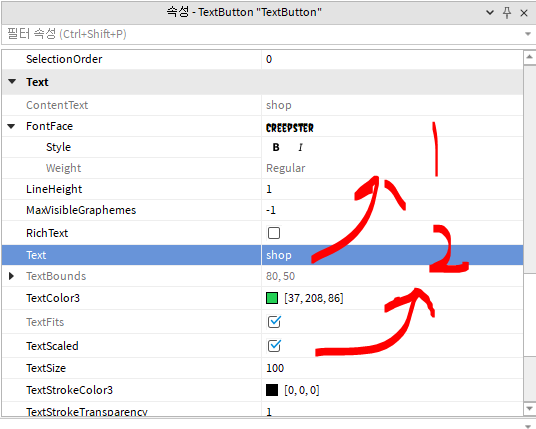 속성 - TextButton "TextButton"
필터 속성 (Ctrl+Shift+P)
SelectionOrder 0
Text
ContentText shop
FontFace CREEPSTER
Style B I
Weight Regular
1
LineHeight 1
MaxVisibleGraphemes -1
RichText
Text shop
2
TextBounds 80, 50
TextColor3 [37, 208, 86]
TextFits
TextScaled
TextSize 100
TextStrokeColor3 [0, 0, 0]
TextStrokeTransparency 1